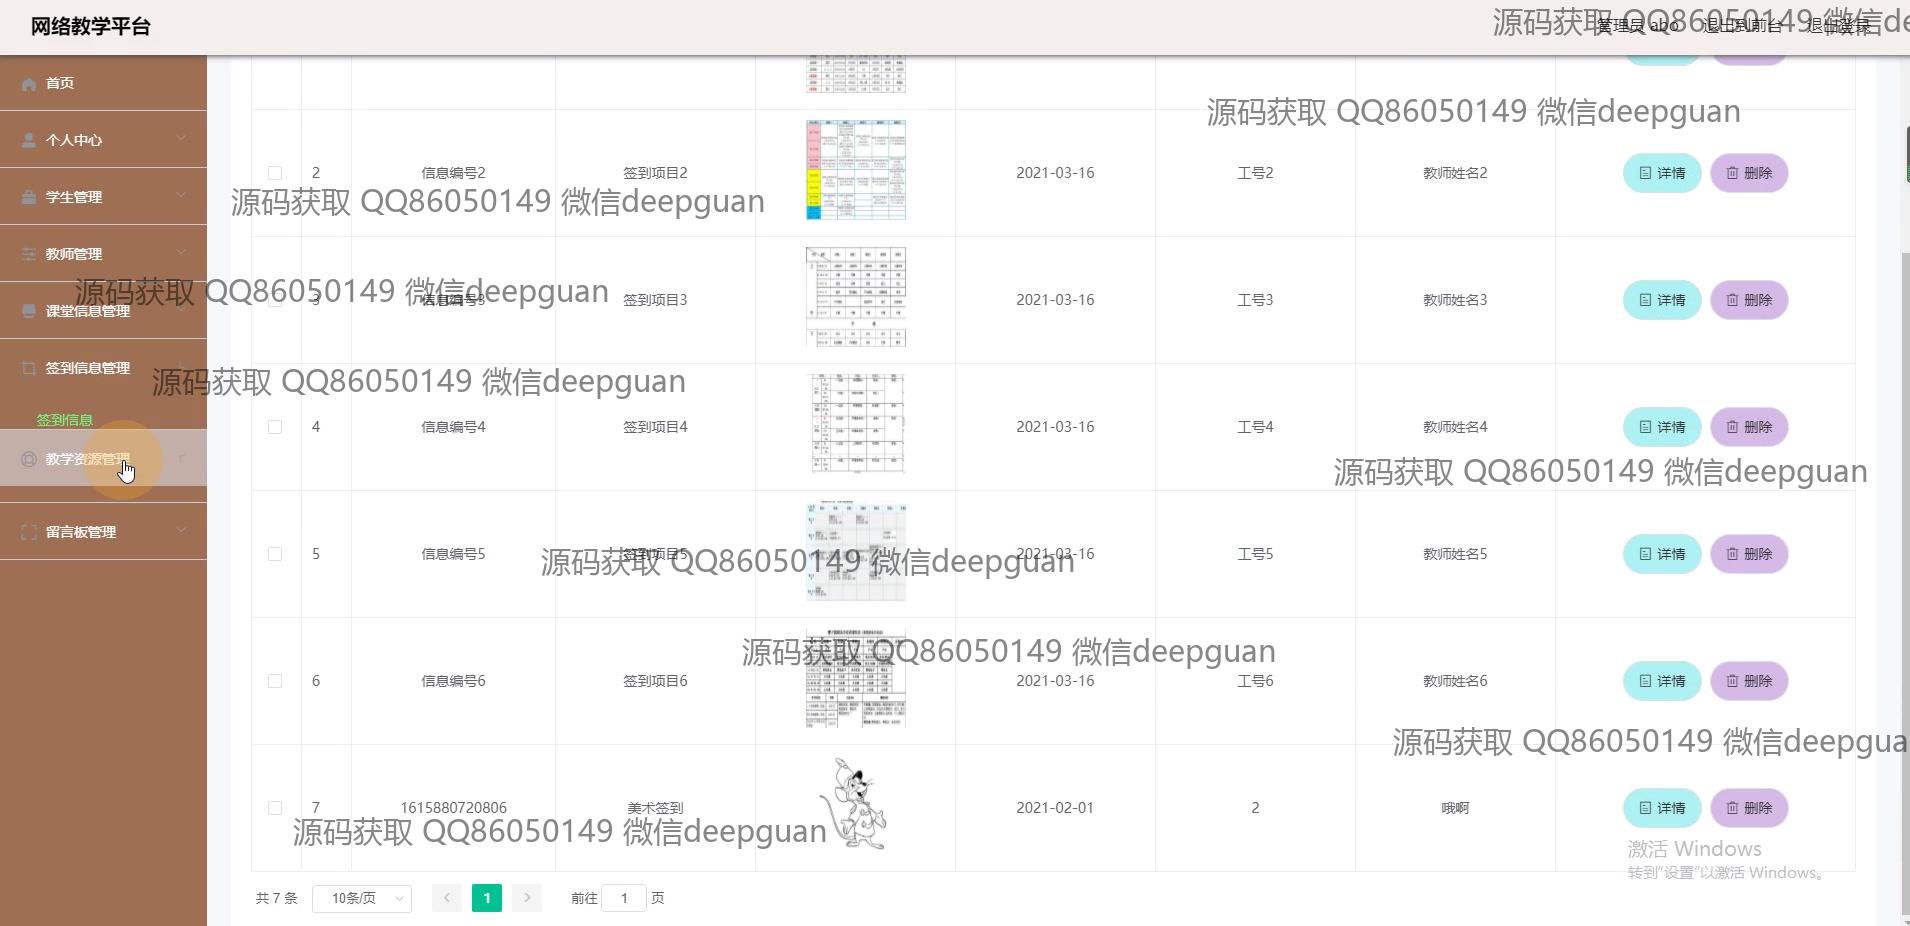 网络教学平台
管理员 abo 退出到前台 退出登录
源码获取 QQ86050149 微信de
首页
个人中心
学生管理
教师管理
课堂信息管理
签到信息管理
签到信息
教学资源管理
留言板管理
源码获取 QQ86050149 微信deepguan
2 信息编号2 签到项目2 2021-03-16 工号2 教师姓名2 详情 删除
源码获取 QQ86050149 微信deepguan
源码获取 QQ86050149 微信deepguan
3 信息编号3 签到项目3 2021-03-16 工号3 教师姓名3 详情 删除
源码获取 QQ86050149 微信deepguan
4 信息编号4 签到项目4 2021-03-16 工号4 教师姓名4 详情 删除
源码获取 QQ86050149 微信deepguan
5 信息编号5 签到项目5 2021-03-16 工号5 教师姓名5 详情 删除
源码获取 QQ86050149 微信deepguan
源码获取 QQ86050149 微信deepguan
6 信息编号6 签到项目6 2021-03-16 工号6 教师姓名6 详情 删除
源码获取 QQ86050149 微信deepgua
7 1615880720806 美术签到 2021-02-01 2 哦啊 详情 删除
源码获取 QQ86050149 微信deepguan
激活 Windows
转到"设置"以激活 Windows。
共 7 条 10条/页 1 前往 1 页